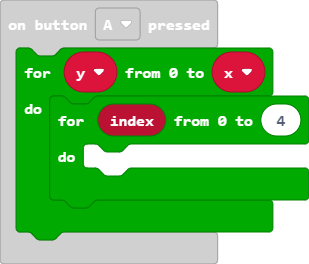 on button A pressed
for y from 0 to x
do
for index from 0 to 4
do